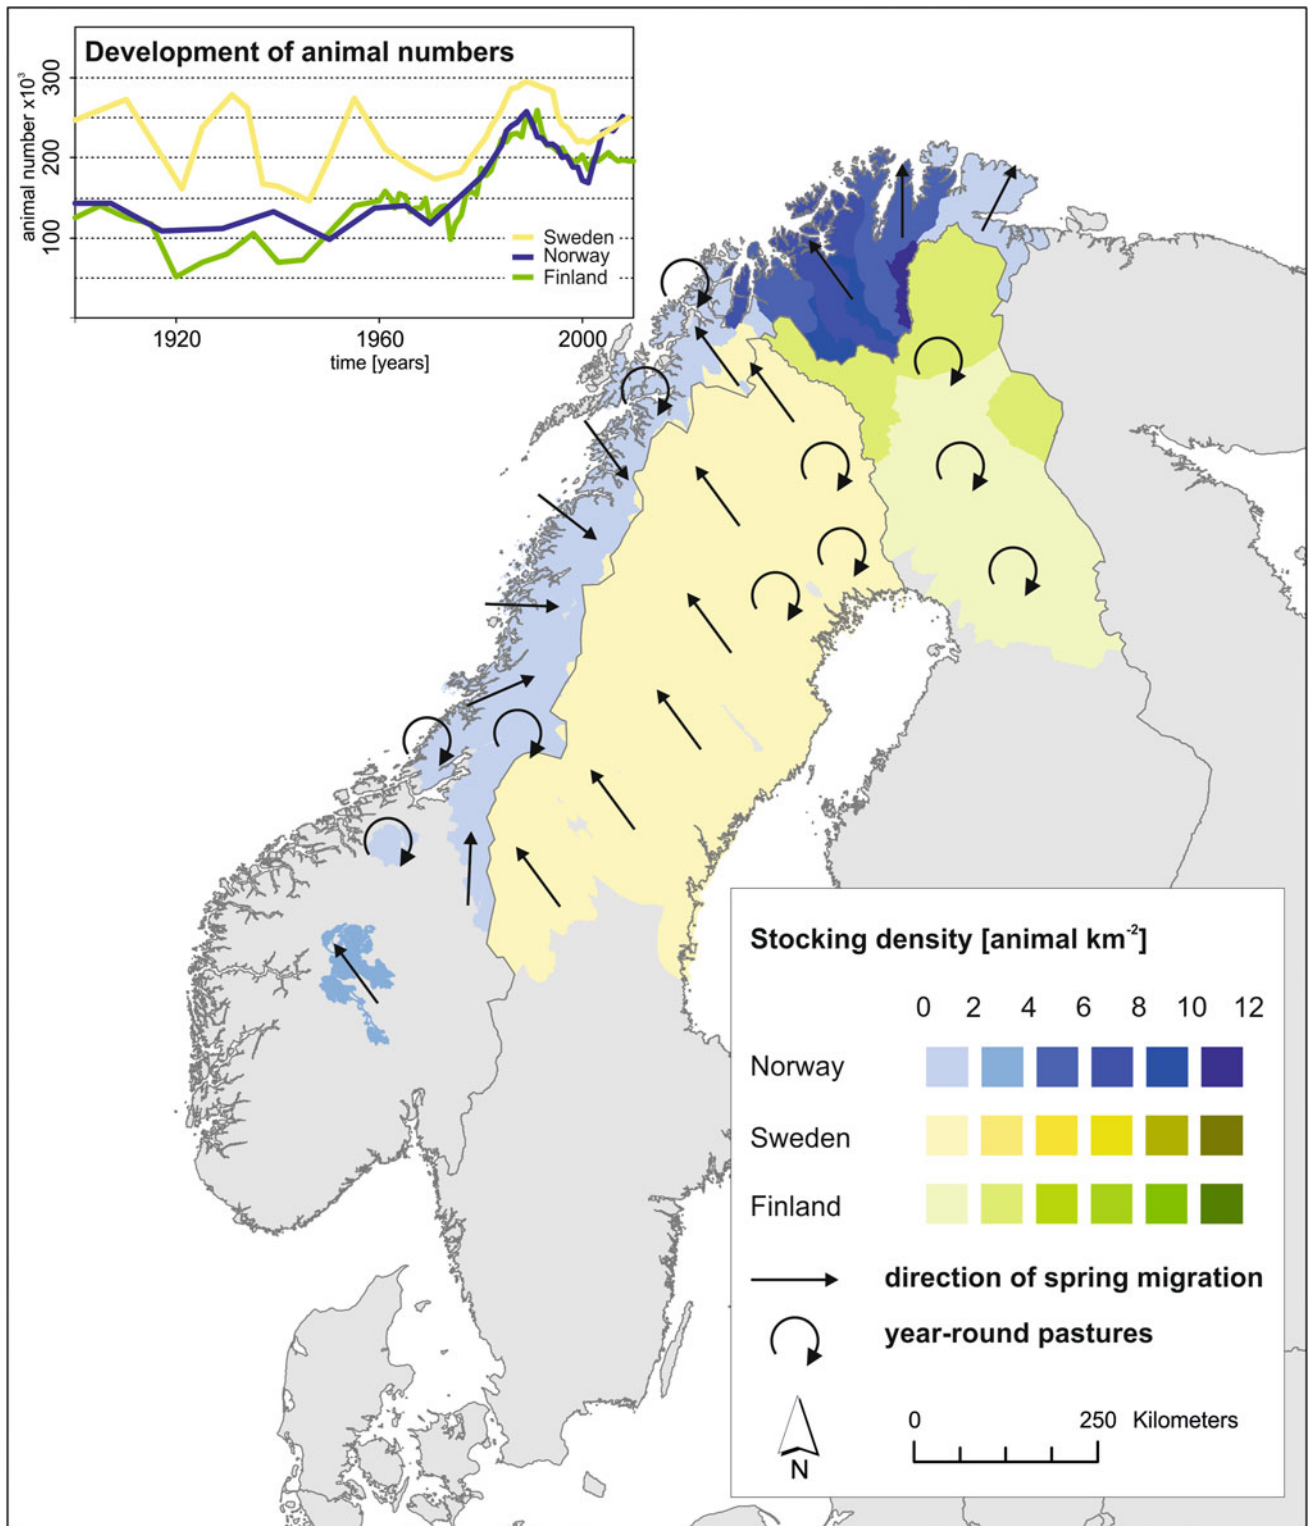 Development of animal numbers
animal number x10³
300
200
100
Sweden
Norway
Finland
1920
1960
2000
time [years]
Stocking density [animal km⁻²]
0 2 4 6 8 10 12
Norway
Sweden
Finland
direction of spring migration
year-round pastures
0 250 Kilometers
N